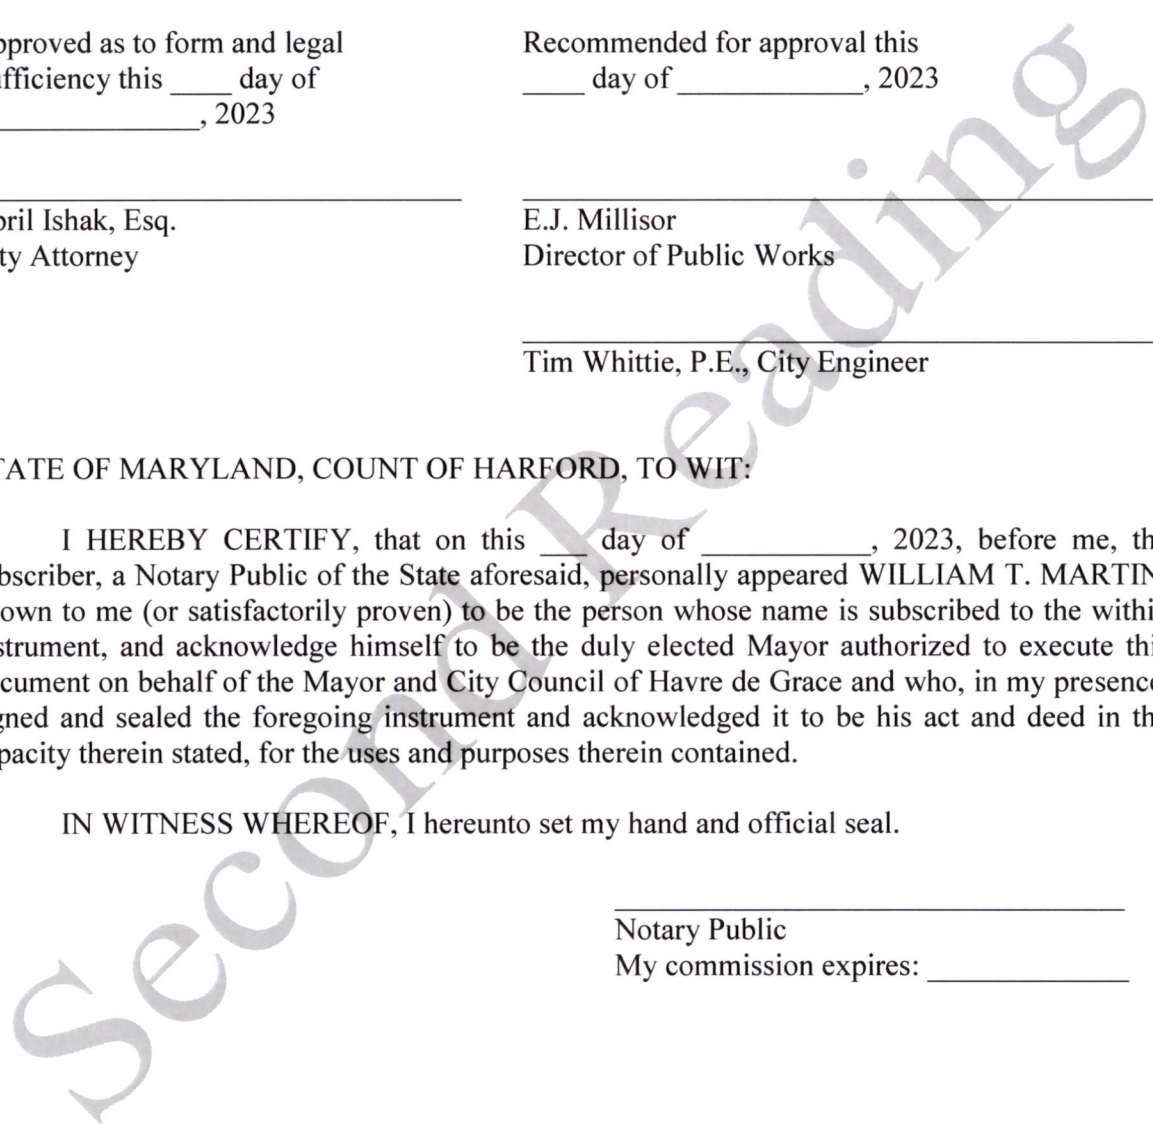 pproved as to form and legal
fficiency this ____ day of
_____________, 2023
pril Ishak, Esq.
ty Attorney
Recommended for approval this
____ day of ____________, 2023
E.J. Millisor
Director of Public Works
Tim Whittie, P.E., City Engineer
TATE OF MARYLAND, COUNT OF HARFORD, TO WIT:
I HEREBY CERTIFY, that on this ___ day of ___________, 2023, before me, th
bscriber, a Notary Public of the State aforesaid, personally appeared WILLIAM T. MARTIN
own to me (or satisfactorily proven) to be the person whose name is subscribed to the withi
strument, and acknowledge himself to be the duly elected Mayor authorized to execute thi
cument on behalf of the Mayor and City Council of Havre de Grace and who, in my presence
gned and sealed the foregoing instrument and acknowledged it to be his act and deed in th
pacity therein stated, for the uses and purposes therein contained.
IN WITNESS WHEREOF, I hereunto set my hand and official seal.
Notary Public
My commission expires: _____________
Second Reading